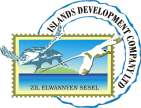 ISLANDS DEVELOPMENT COMPANY LTD
ZIL ELWANNYEN SESEL